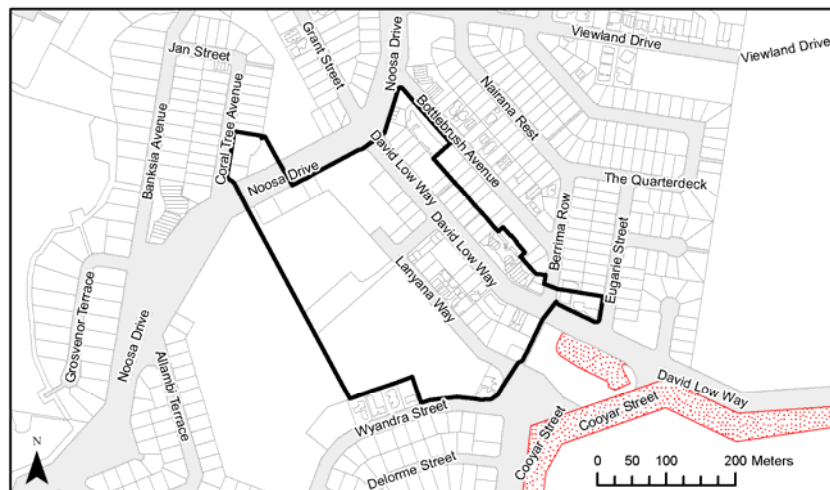 Viewland Drive
Viewland Drive
Jan Street
Grant Street
Noosa Drive
Nairana Rest
Bottlebrush Avenue
Banksia Avenue
Coral Tree Avenue
Noosa Drive
David Low Way
The Quarterdeck
Berrima Row
Eugarie Street
David Low Way
Lanyana Way
Grosvenor Terrace
Noosa Drive
Allambi Terrace
Wyandra Street
David Low Way
Cooyar Street
Cooyar Street
Delorme Street
N
0 50 100 200 Meters